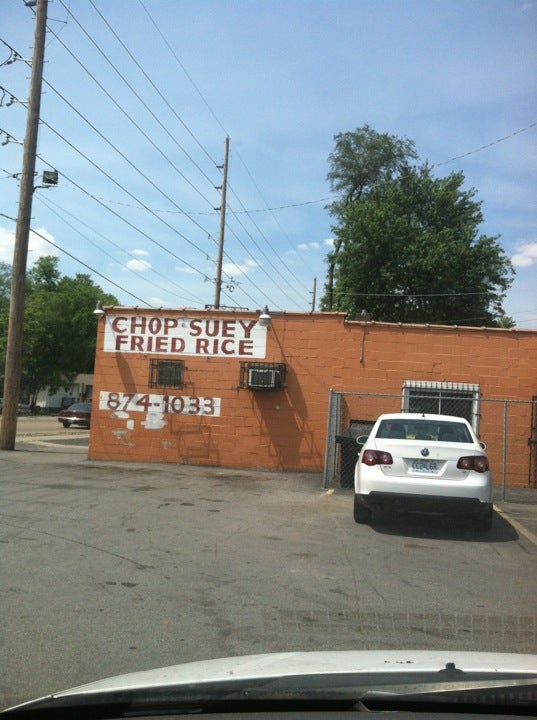 CHOP SUEY
FRIED RICE
874-1033